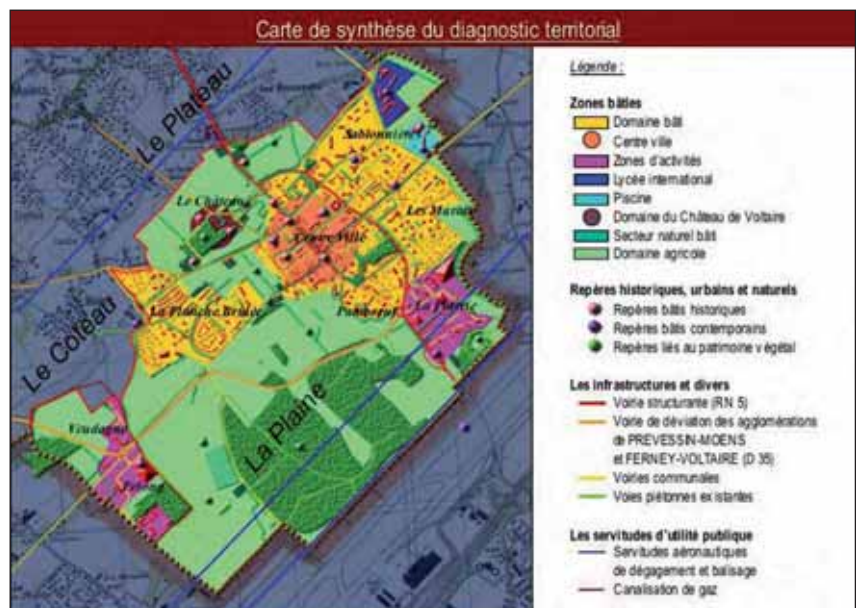 Carte de synthèse du diagnostic territorial
Le Plateau
Sablonnières
Le Château
Centre Ville
Les Marais
La Planche Brûlée
La Plaine
Le Coteau
La Plaine
Légende :
Zones bâties
Domaine bâti
Centre ville
Zones d'activités
Lycée international
Piscine
Domaine du Château de Voltaire
Secteur naturel bâti
Domaine agricole
Repères historiques, urbains et naturels
Repères bâtis historiques
Repères bâtis contemporains
Repères liés au patrimoine végétal
Les infrastructures et divers
Voirie structurante (RN 5)
Voirie de déviation des agglomérations
de PREVESSIN-MOENS
et FERNEY-VOLTAIRE (D 35)
Voiries communales
Voies piétonnes existantes
Les servitudes d'utilité publique
Servitudes aéronautiques
de dégagement et balisage
Canalisation de gaz